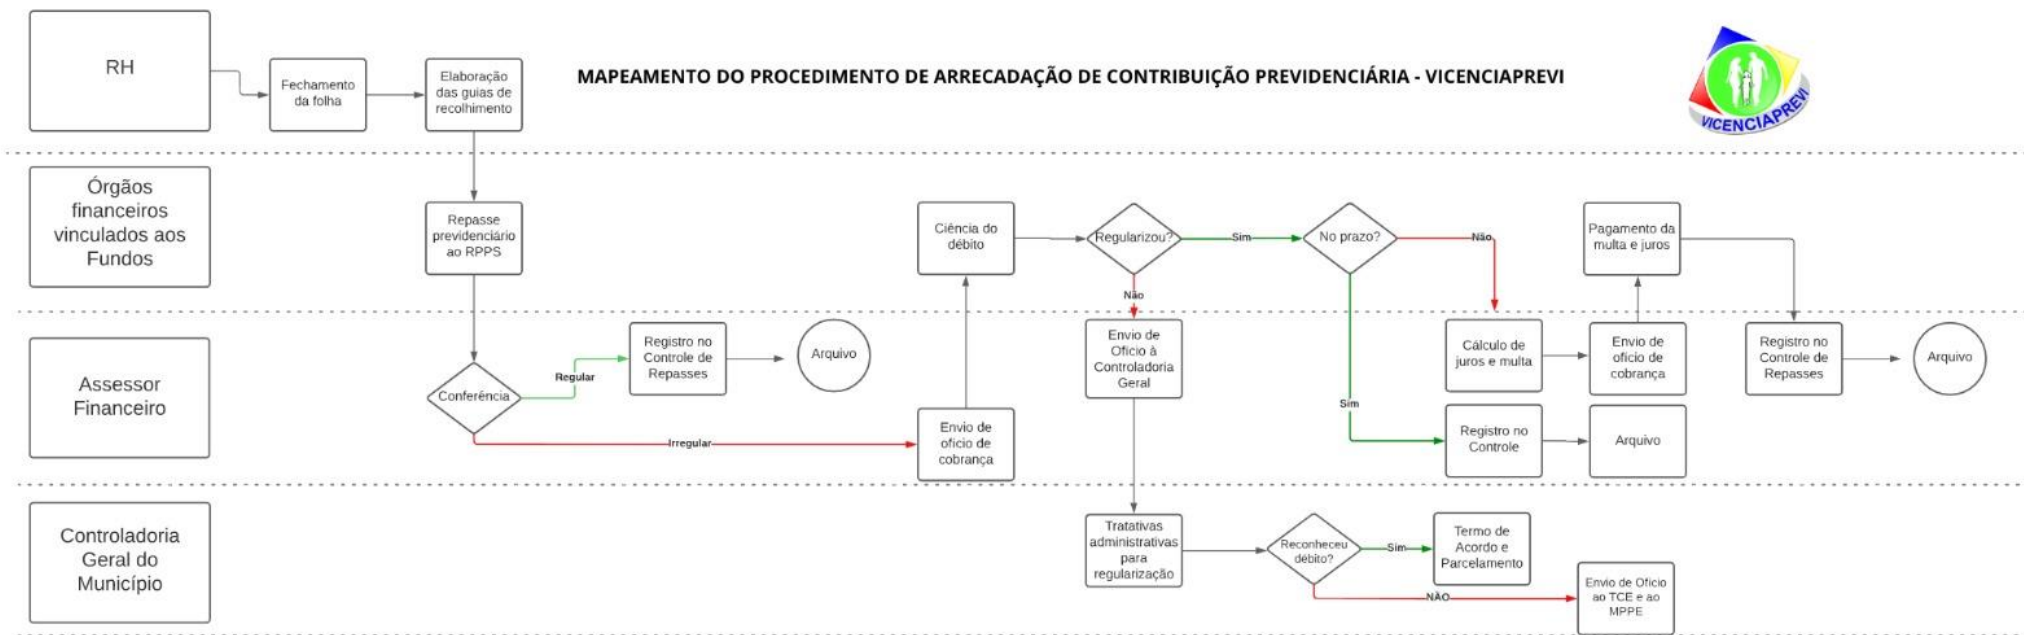 MAPEAMENTO DO PROCEDIMENTO DE ARRECADAÇÃO DE CONTRIBUIÇÃO PREVIDENCIÁRIA - VICENCIAPREVI
VICENCIAPREVI
RH
Fechamento
da folha
Elaboração
das guias de
recolhimento
Órgãos
financeiros
vinculados aos
Fundos
Repasse
previdenciário
ao RPPS
Ciência do
débito
Regularizou?
Sim
No prazo?
Não
Pagamento da
multa e juros
Não
Assessor
Financeiro
Conferência
Regular
Registro no
Controle de
Repasses
Arquivo
Irregular
Envio de
ofício de
cobrança
Envio de
Ofício à
Controladoria
Geral
Sim
Cálculo de
juros e multa
Envio de
ofício de
cobrança
Registro no
Controle de
Repasses
Arquivo
Registro no
Controle
Arquivo
Controladoria
Geral do
Município
Tratativas
administrativas
para
regularização
Reconheceu
débito?
Sim
Termo de
Acordo e
Parcelamento
NÃO
Envio de Ofício
ao TCE e ao
MPPE